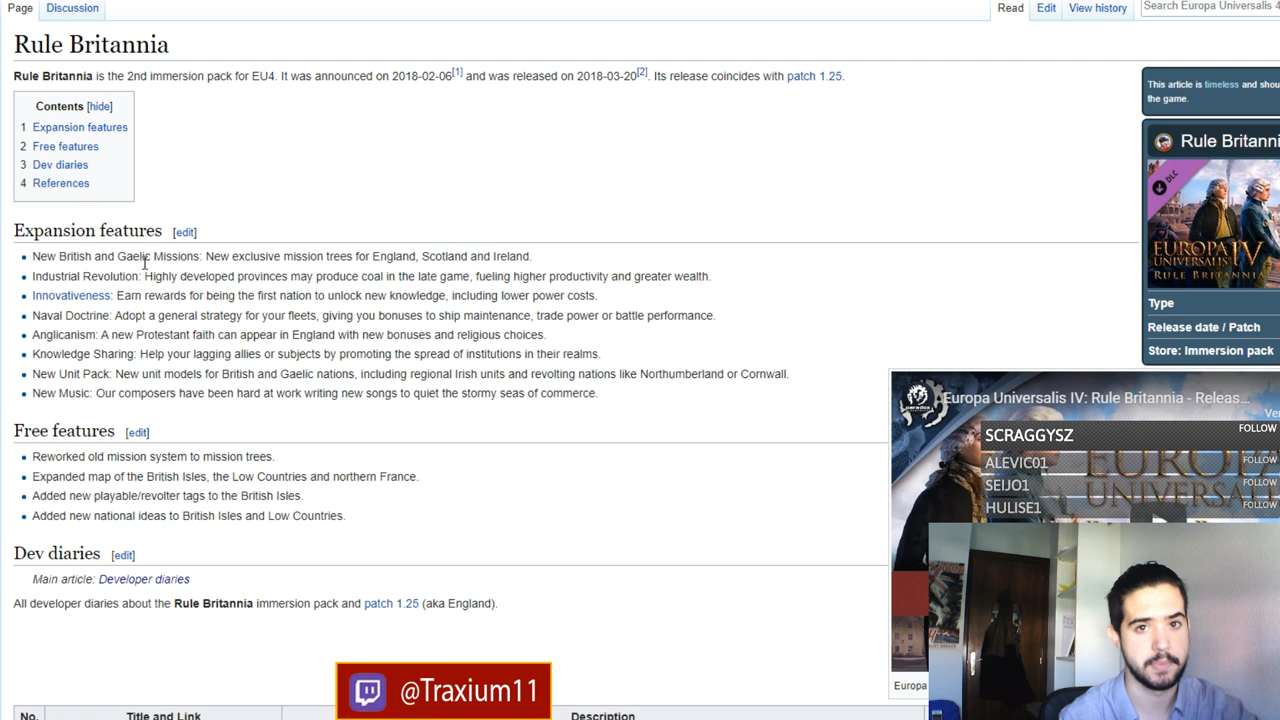 Page
Discussion
Read
Edit
View history
Search Europa Universalis 4
Rule Britannia
Rule Britannia is the 2nd immersion pack for EU4. It was announced on 2018-02-06[1] and was released on 2018-03-20[2]. Its release coincides with patch 1.25.
Contents [hide]
1 Expansion features
2 Free features
3 Dev diaries
4 References
This article is timeless and shou
the game.
Rule Britanni
DLC
EUROPA
UNIVERSALIS IV
RULE BRITANNIA
Type
Release date / Patch
Store: Immersion pack
Expansion features [edit]
New British and Gaelic Missions: New exclusive mission trees for England, Scotland and Ireland.
Industrial Revolution: Highly developed provinces may produce coal in the late game, fueling higher productivity and greater wealth.
Innovativeness: Earn rewards for being the first nation to unlock new knowledge, including lower power costs.
Naval Doctrine: Adopt a general strategy for your fleets, giving you bonuses to ship maintenance, trade power or battle performance.
Anglicanism: A new Protestant faith can appear in England with new bonuses and religious choices.
Knowledge Sharing: Help your lagging allies or subjects by promoting the spread of institutions in their realms.
New Unit Pack: New unit models for British and Gaelic nations, including regional Irish units and revolting nations like Northumberland or Cornwall.
New Music: Our composers have been hard at work writing new songs to quiet the stormy seas of commerce.
Free features [edit]
Reworked old mission system to mission trees.
Expanded map of the British Isles, the Low Countries and northern France.
Added new playable/revolter tags to the British Isles.
Added new national ideas to British Isles and Low Countries.
Dev diaries [edit]
Main article: Developer diaries
All developer diaries about the Rule Britannia immersion pack and patch 1.25 (aka England).
No.
Title and Link
Description
Europa Universalis IV: Rule Britannia - Releas...
Ve
SCRAGGYSZ FOLLOW
ALEVIC01 FOLLOW
SEIJO1 FOLLOW
HULISE1 FOLLOW
EUROPA
UNIVERSALIS
Europa
@Traxium11